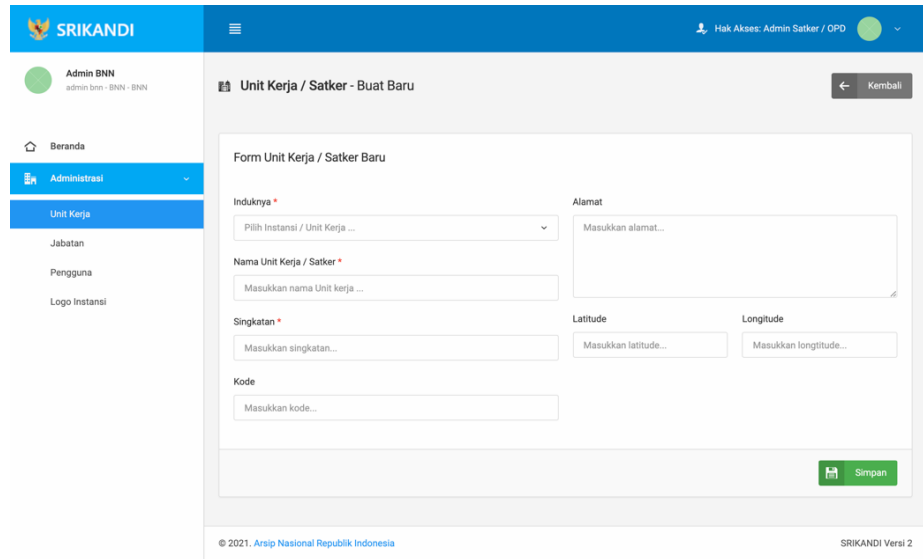 SRIKANDI
Hak Akses: Admin Satker / OPD
Admin BNN
admin bnn - BNN - BNN
Unit Kerja / Satker - Buat Baru
Kembali
Beranda
Administrasi
Unit Kerja
Jabatan
Pengguna
Logo Instansi
Form Unit Kerja / Satker Baru
Induknya *
Pilih Instansi / Unit Kerja ...
Nama Unit Kerja / Satker *
Masukkan nama Unit kerja ...
Singkatan *
Masukkan singkatan...
Kode
Masukkan kode...
Alamat
Masukkan alamat...
Latitude
Longitude
Masukkan latitude...
Masukkan longtitude...
Simpan
© 2021. Arsip Nasional Republik Indonesia
SRIKANDI Versi 2